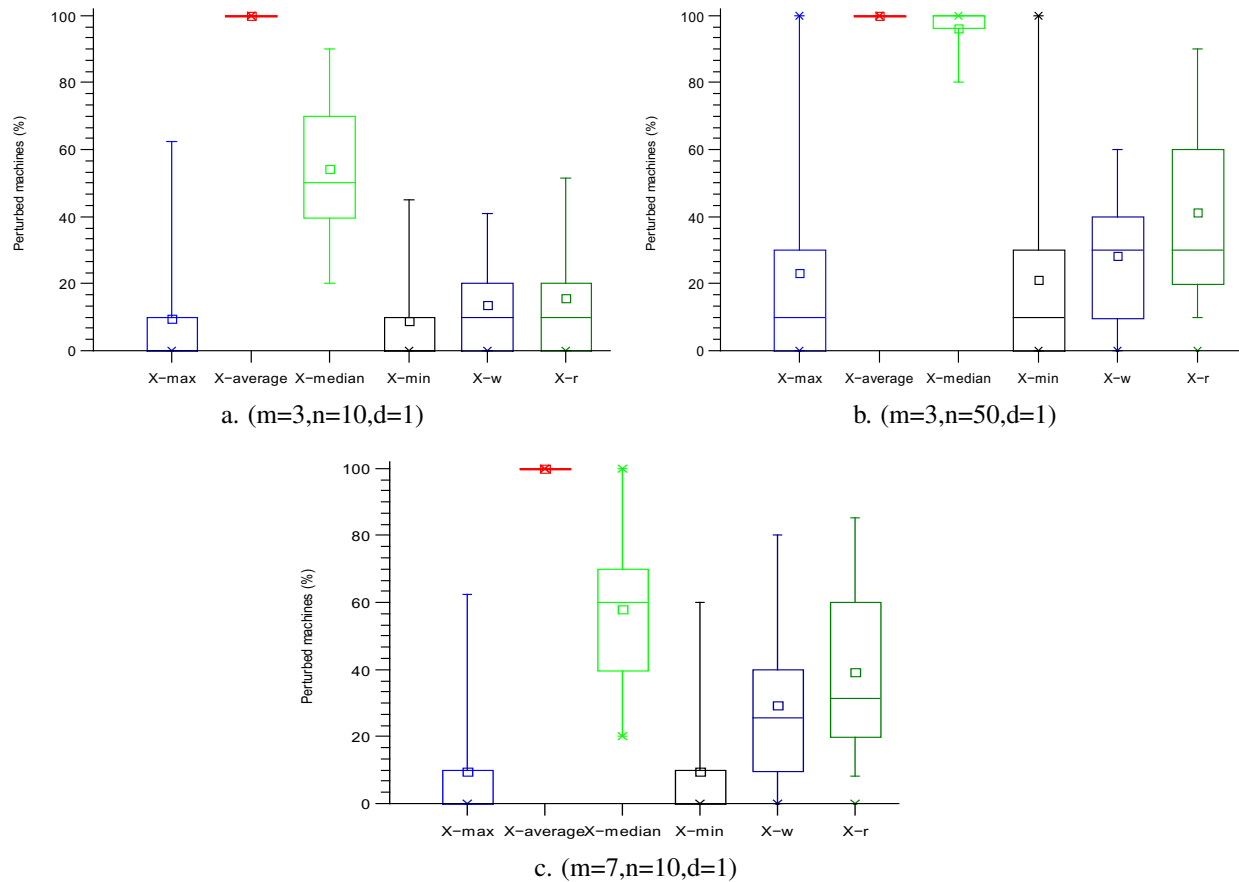 Perturbed machines (%)
100
80
60
40
20
0
X-max X-average X-median X-min X-w X-r
a. (m=3,n=10,d=1)
Perturbed machines (%)
100
80
60
40
20
0
X-max X-average X-median X-min X-w X-r
b. (m=3,n=50,d=1)
Perturbed machines (%)
100
80
60
40
20
0
X-max X-average X-median X-min X-w X-r
c. (m=7,n=10,d=1)